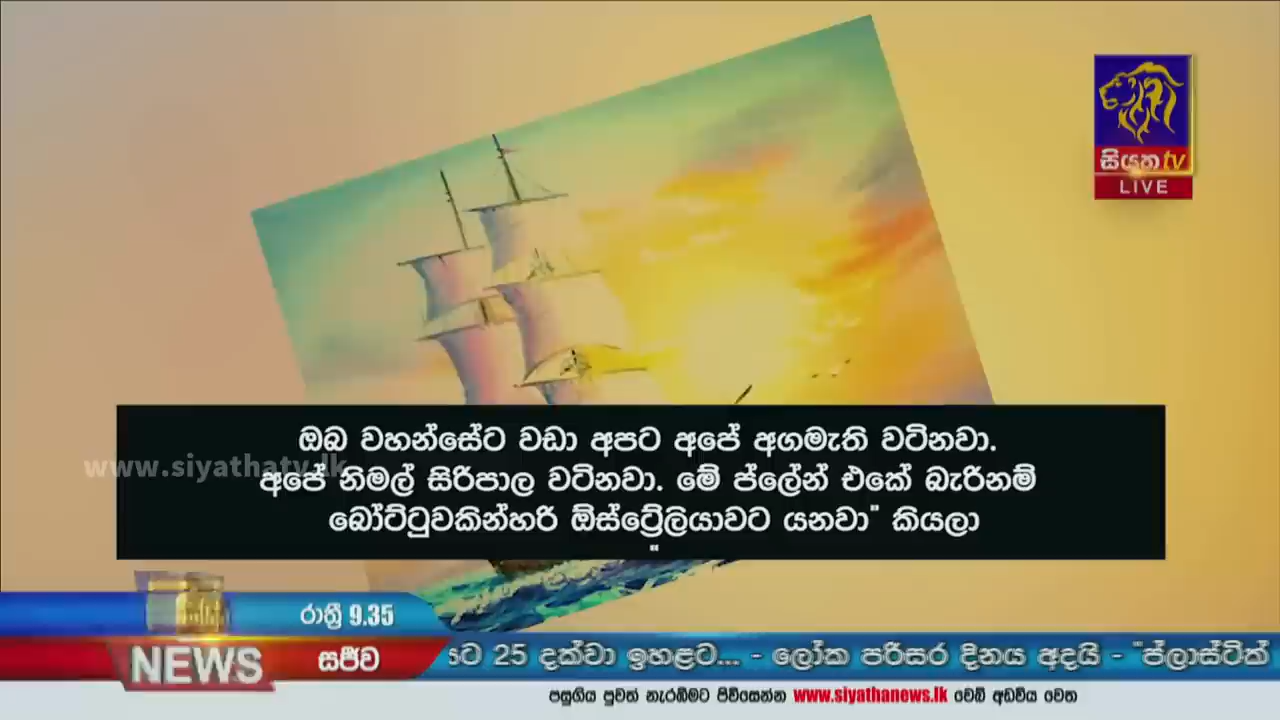 සියත tv
LIVE
ඔබ වහන්සේට වඩා අපට අපේ අගමැති වටිනවා.
www.siyathatv.lk
අපේ නිමල් සිරිපාල වටිනවා. මේ ප්ලේන් එකේ බැරිනම්
බෝට්ටුවකින්හරි ඕස්ට්‍රේලියාවට යනවා" කියලා
"
රාත්‍රී 9.35
NEWS
සජීව
25 දක්වා ඉහළට... - ලෝක පරිසර දිනය අදයි - "ප්ලාස්ටික්
පසුගිය පුවත් නැරඹීමට පිවිසෙන්න www.siyathanews.lk වෙබ් අඩවිය වෙත